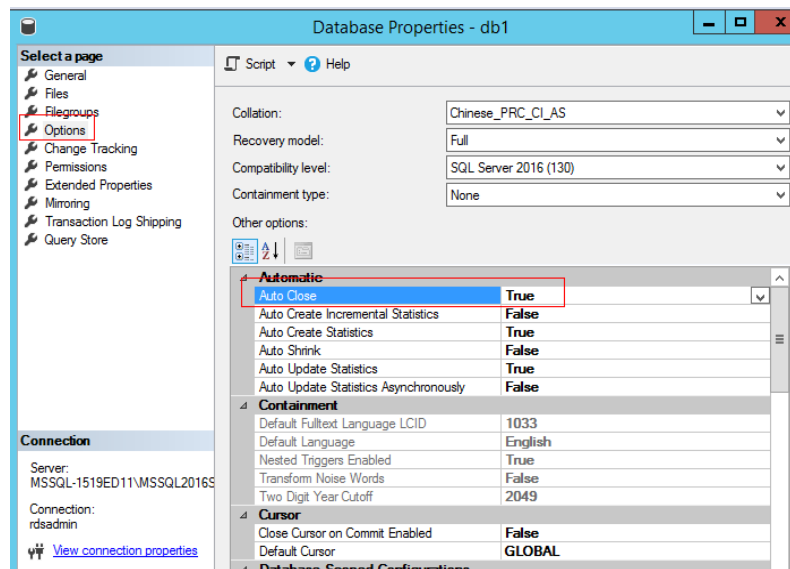 Database Properties - db1
Select a page
General
Files
Filegroups
Options
Change Tracking
Permissions
Extended Properties
Mirroring
Transaction Log Shipping
Query Store
Script Help
Collation: Chinese_PRC_CI_AS
Recovery model: Full
Compatibility level: SQL Server 2016 (130)
Containment type: None
Other options:
Automatic
Auto Close True
Auto Create Incremental Statistics False
Auto Create Statistics True
Auto Shrink False
Auto Update Statistics True
Auto Update Statistics Asynchronously False
Containment
Default Fulltext Language LCID 1033
Default Language English
Nested Triggers Enabled True
Transform Noise Words False
Two Digit Year Cutoff 2049
Cursor
Close Cursor on Commit Enabled False
Default Cursor GLOBAL
Database Scoped Configurations
Connection
Server:
MSSQL-1519ED11\MSSQL2016S
Connection:
rdsadmin
View connection properties